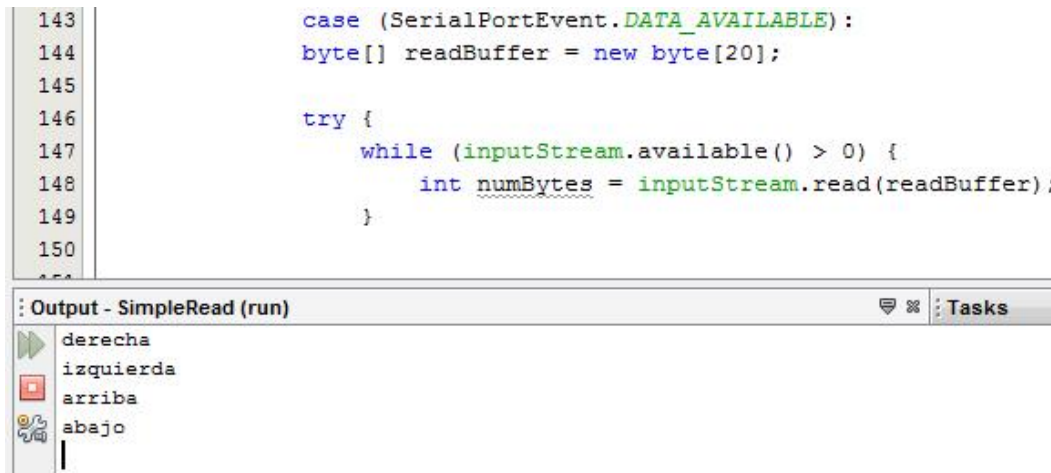 143 case (SerialPortEvent.DATA_AVAILABLE):
144 byte[] readBuffer = new byte[20];
145
146 try {
147 while (inputStream.available() > 0) {
148 int numBytes = inputStream.read(readBuffer);
149 }
150
Output - SimpleRead (run) Tasks
derecha
izquierda
arriba
abajo